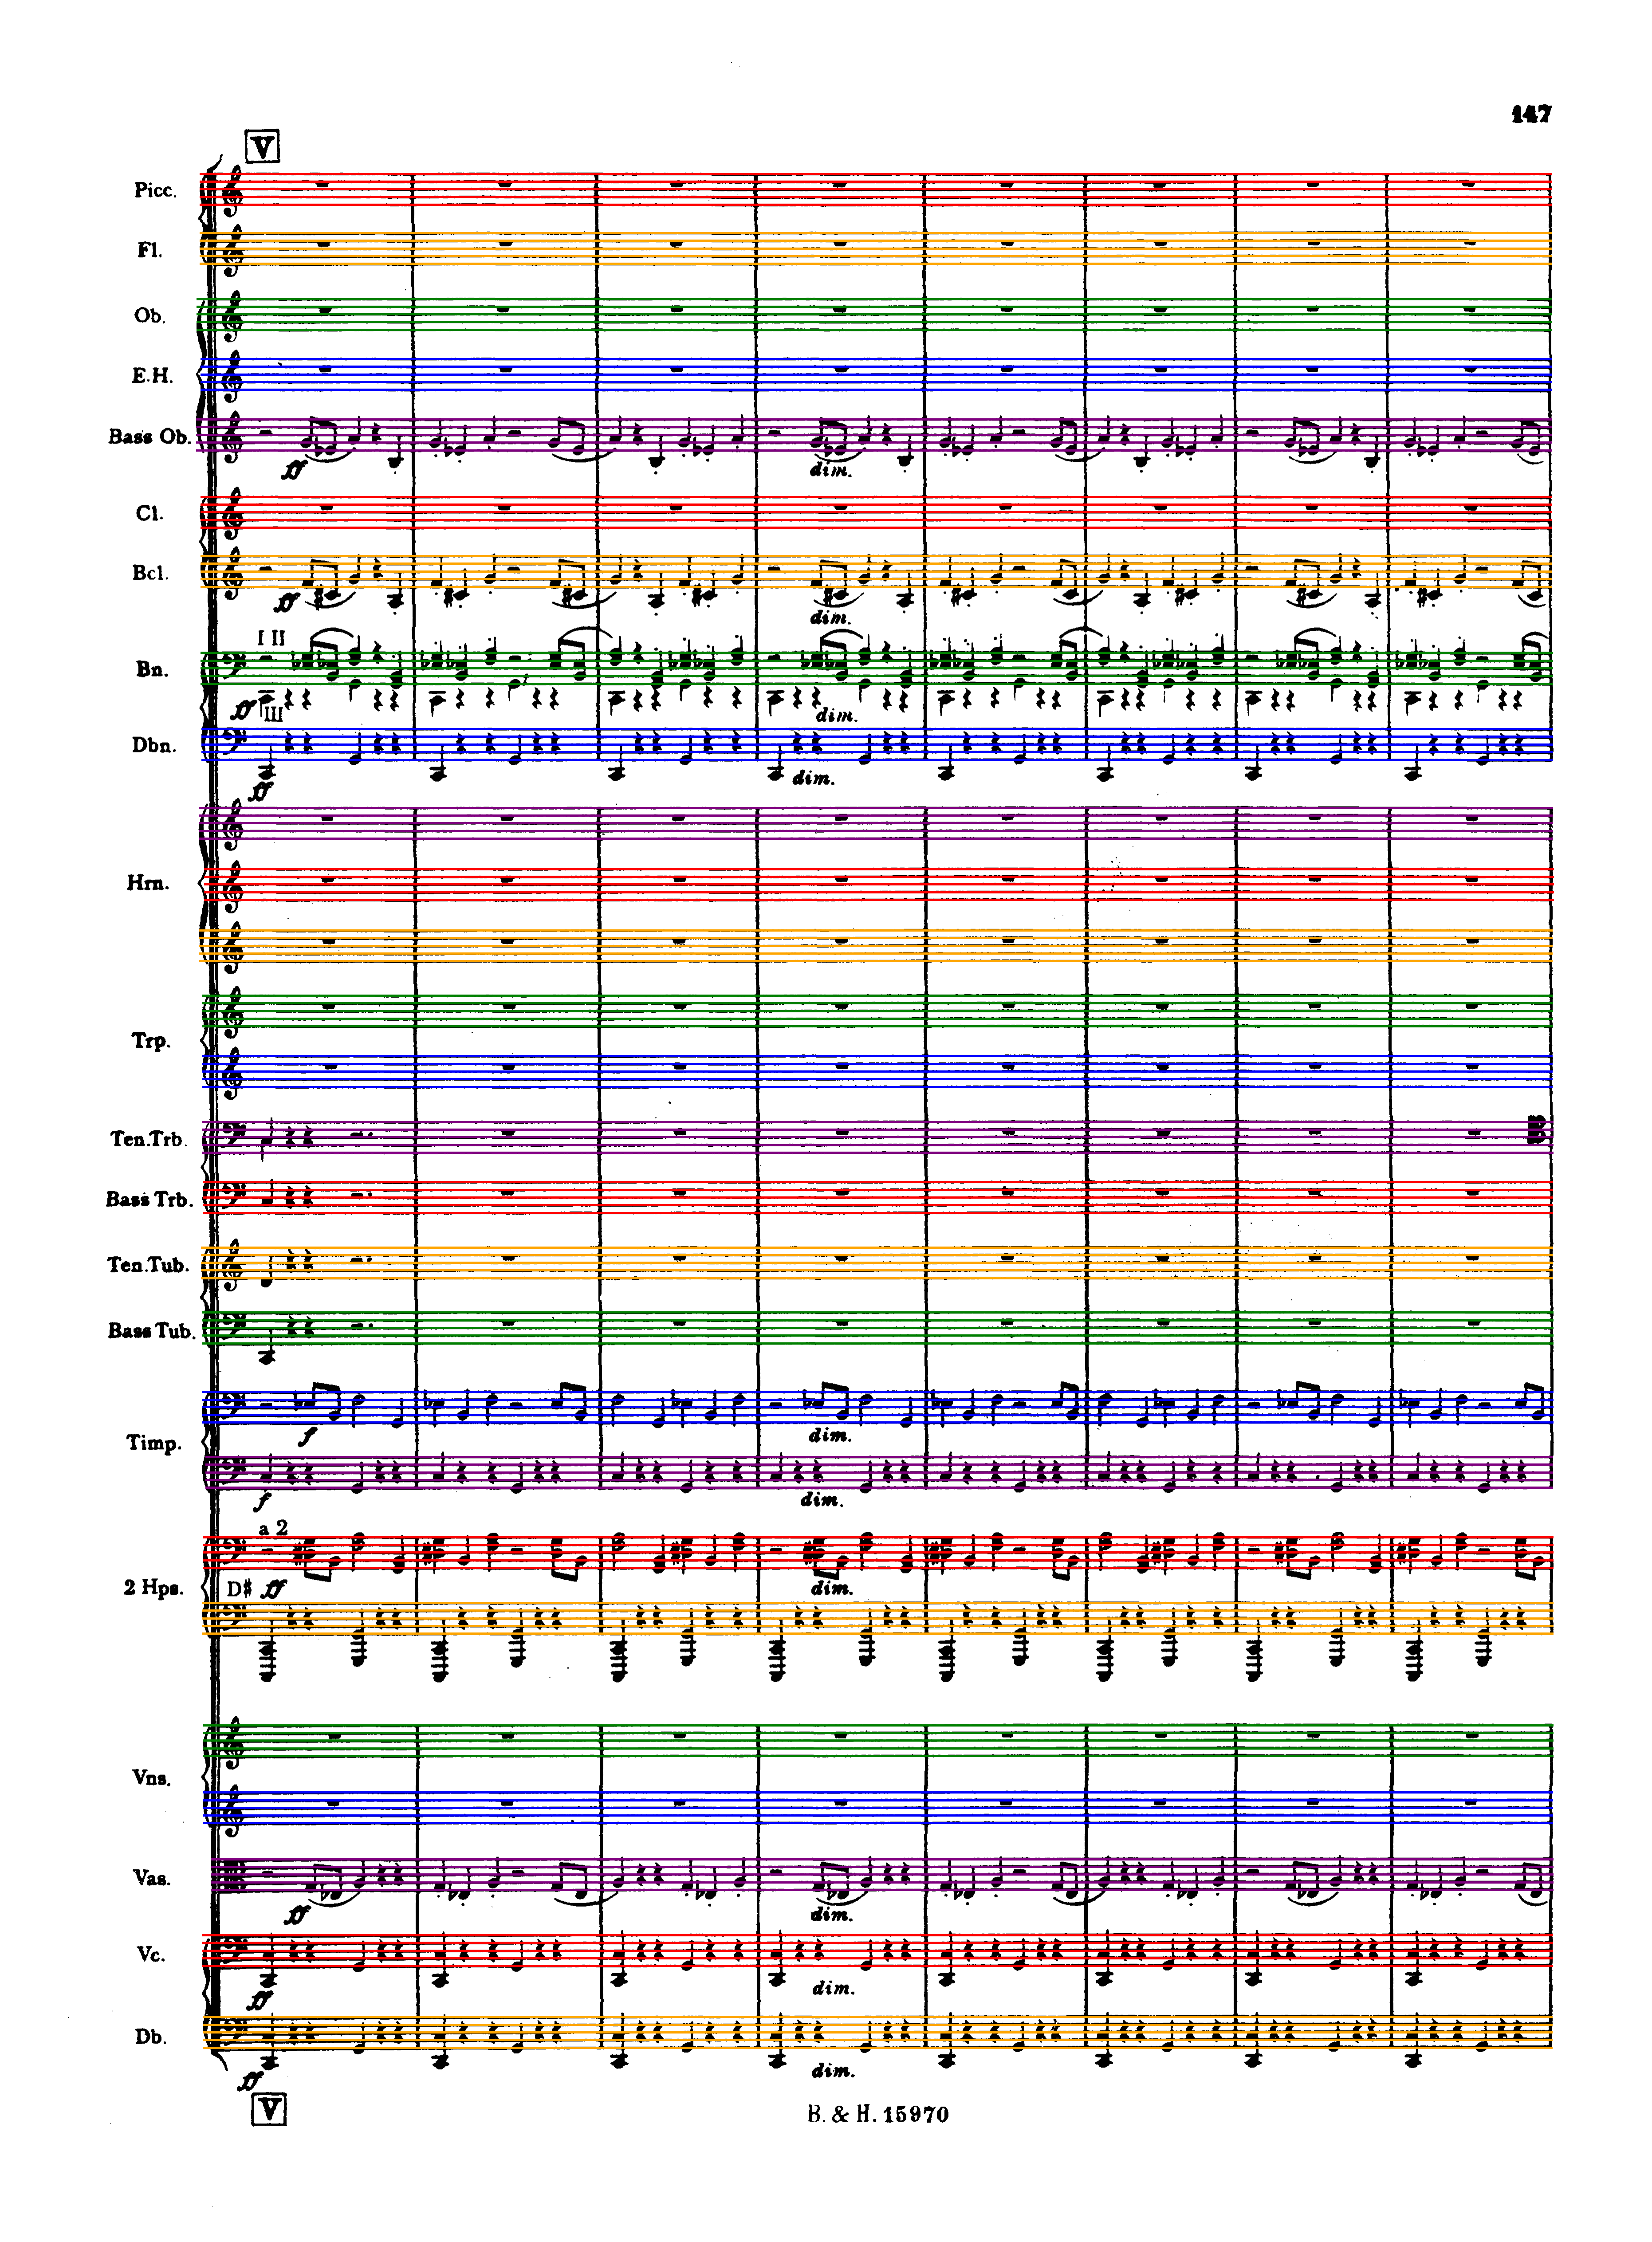 147
V
Picc.
Fl.
Ob.
E.H.
Bass Ob.
ff
dim.
Cl.
Bcl.
ff
dim.
I II
Bn.
ff
III
dim.
Dbn.
dim.
ff
Hrn.
Trp.
Ten.Trb.
Bass Trb.
Ten.Tub.
Bass Tub.
f
dim.
Timp.
f
dim.
a 2
2 Hps.
D♯ ff
dim.
Vns.
Vas.
ff
dim.
Vc.
dim.
ff
Db.
dim.
ff
V
B. & H. 15970